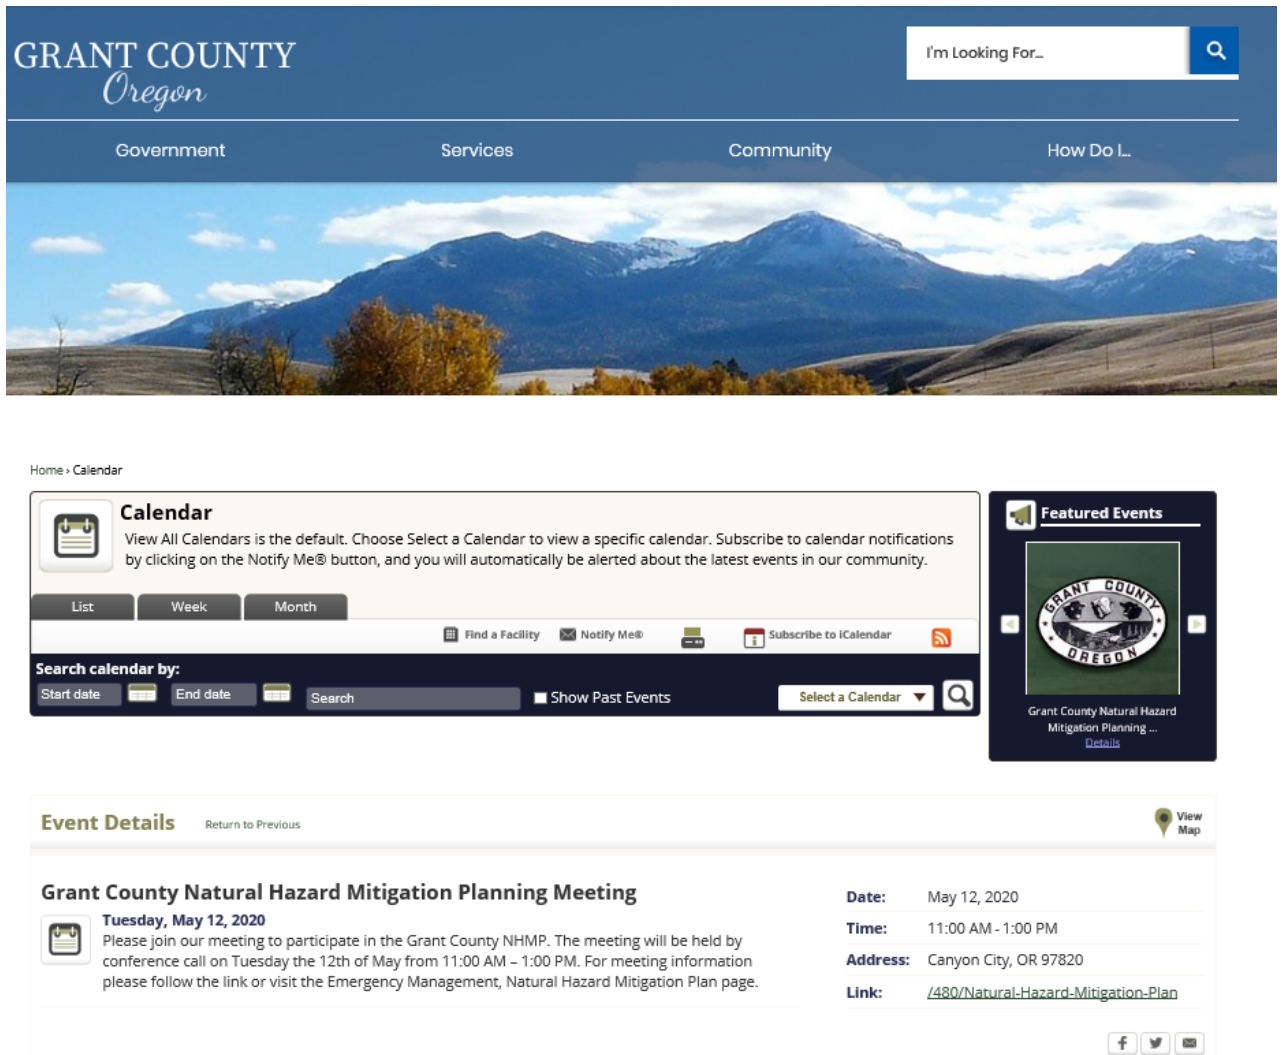 GRANT COUNTY
Oregon
I'm Looking For...
Government
Services
Community
How Do I...
Home › Calendar
Calendar
View All Calendars is the default. Choose Select a Calendar to view a specific calendar. Subscribe to calendar notifications
by clicking on the Notify Me® button, and you will automatically be alerted about the latest events in our community.
List
Week
Month
Find a Facility
Notify Me®
Subscribe to iCalendar
Search calendar by:
Start date
End date
Search
Show Past Events
Select a Calendar
Featured Events
GRANT COUNTY
OREGON
Grant County Natural Hazard
Mitigation Planning ...
Details
Event Details
Return to Previous
View
Map
Grant County Natural Hazard Mitigation Planning Meeting
Tuesday, May 12, 2020
Please join our meeting to participate in the Grant County NHMP. The meeting will be held by
conference call on Tuesday the 12th of May from 11:00 AM – 1:00 PM. For meeting information
please follow the link or visit the Emergency Management, Natural Hazard Mitigation Plan page.
Date: May 12, 2020
Time: 11:00 AM - 1:00 PM
Address: Canyon City, OR 97820
Link: /480/Natural-Hazard-Mitigation-Plan